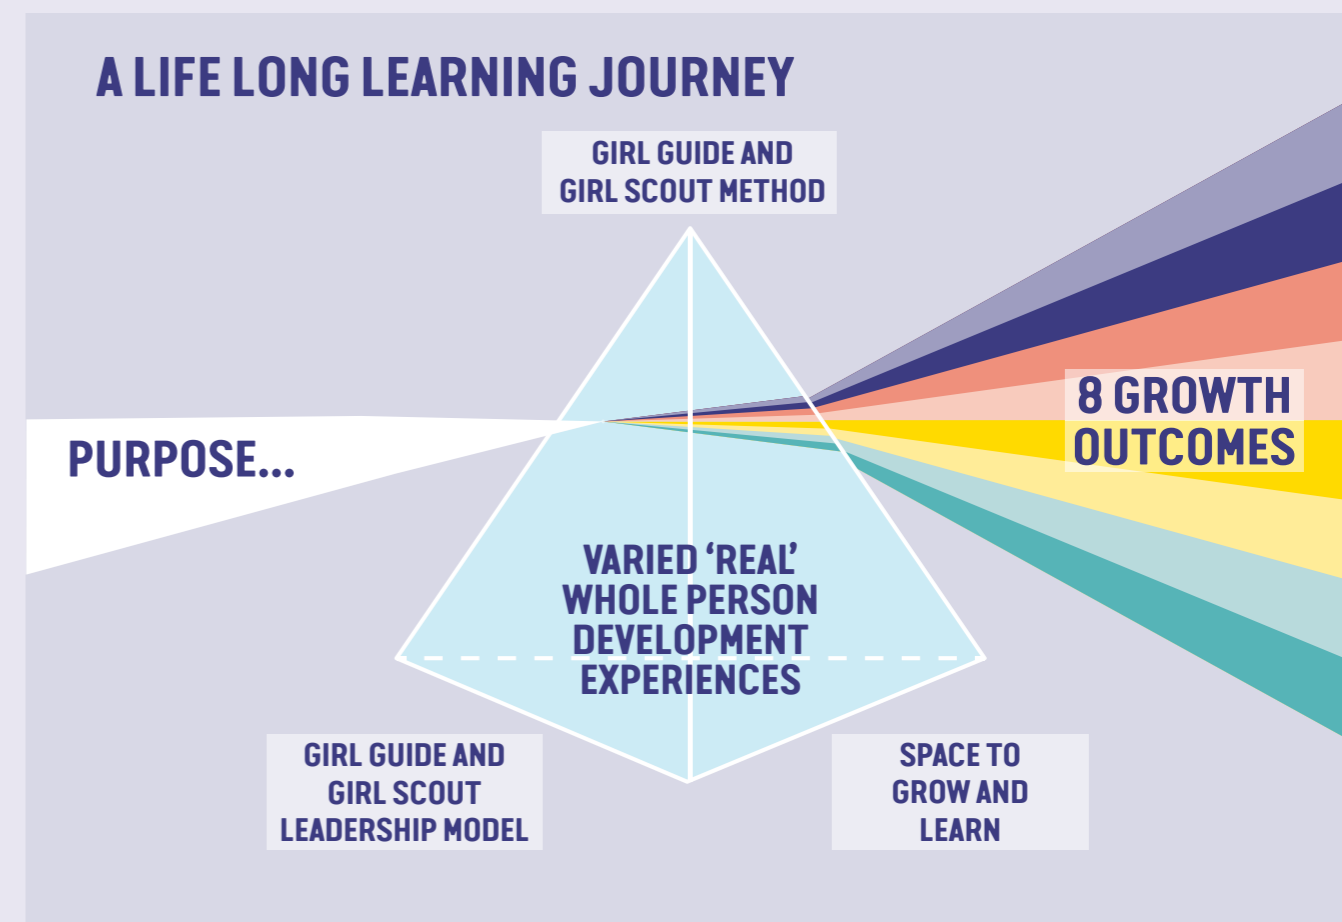 A LIFE LONG LEARNING JOURNEY
GIRL GUIDE AND
GIRL SCOUT METHOD
PURPOSE...
8 GROWTH
OUTCOMES
VARIED ‘REAL’
WHOLE PERSON
DEVELOPMENT
EXPERIENCES
GIRL GUIDE AND
GIRL SCOUT
LEADERSHIP MODEL
SPACE TO
GROW AND
LEARN